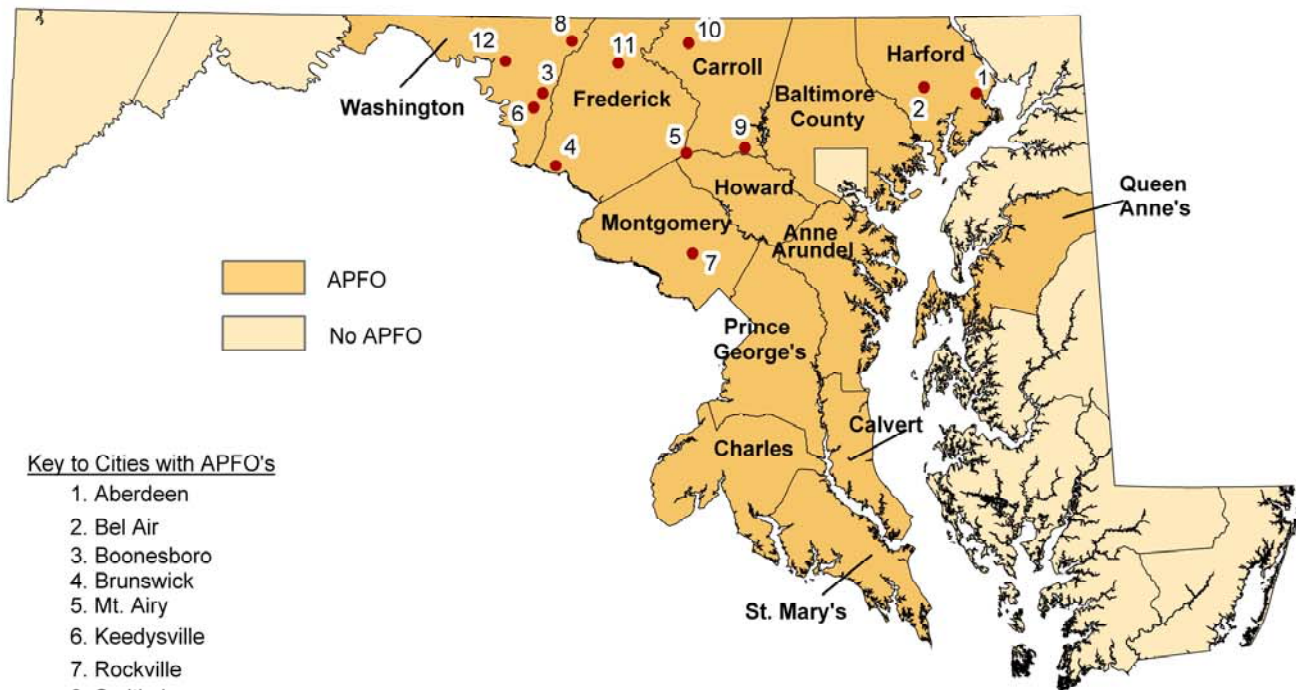 8
10
12
11
Harford
1
3
Carroll
Washington
Frederick
Baltimore
County
2
6
5
9
4
Queen
Anne's
Howard
Montgomery
Anne
Arundel
7
APFO
No APFO
Prince
George's
Calvert
Charles
Key to Cities with APFO's
1. Aberdeen
2. Bel Air
3. Boonesboro
4. Brunswick
5. Mt. Airy
6. Keedysville
7. Rockville
St. Mary's